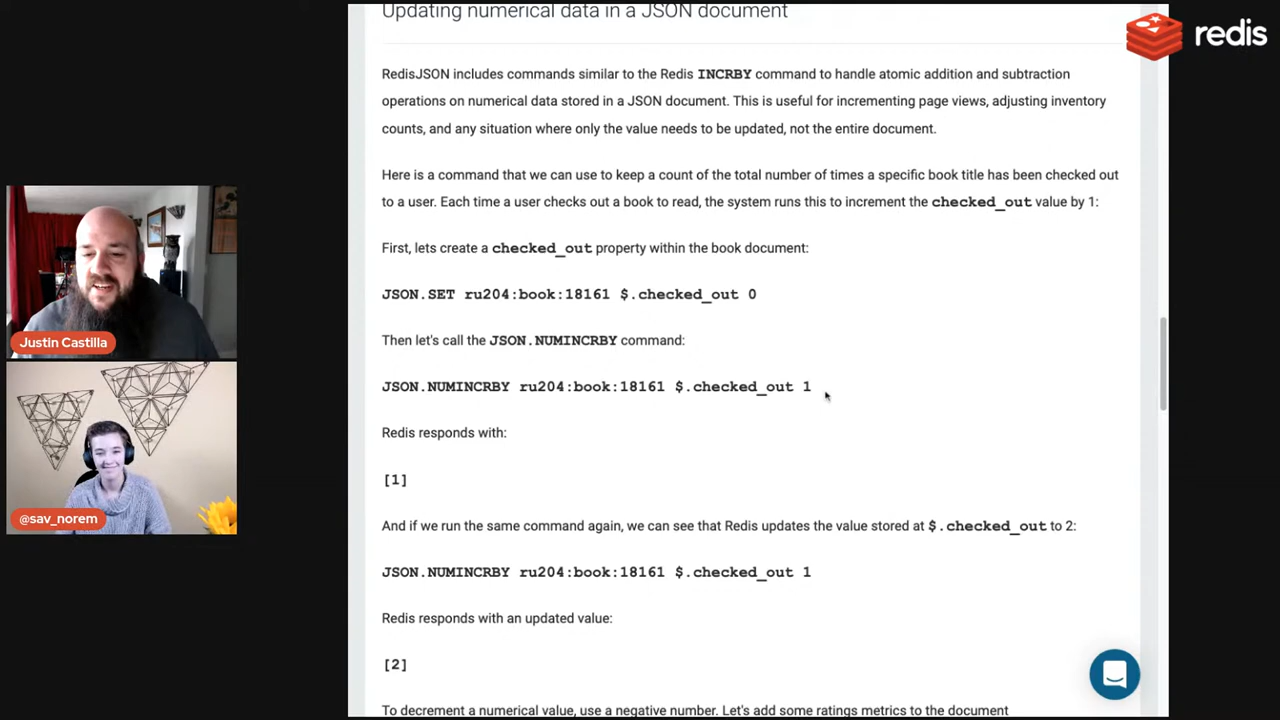 Updating numerical data in a JSON document
redis
RedisJSON includes commands similar to the Redis INCRBY command to handle atomic addition and subtraction
operations on numerical data stored in a JSON document. This is useful for incrementing page views, adjusting inventory
counts, and any situation where only the value needs to be updated, not the entire document.
Here is a command that we can use to keep a count of the total number of times a specific book title has been checked out
to a user. Each time a user checks out a book to read, the system runs this to increment the checked_out value by 1:
First, lets create a checked_out property within the book document:
JSON.SET ru204:book:18161 $.checked_out 0
Then let's call the JSON.NUMINCRBY command:
JSON.NUMINCRBY ru204:book:18161 $.checked_out 1
Redis responds with:
[1]
And if we run the same command again, we can see that Redis updates the value stored at $.checked_out to 2:
JSON.NUMINCRBY ru204:book:18161 $.checked_out 1
Redis responds with an updated value:
[2]
To decrement a numerical value, use a negative number. Let's add some ratings metrics to the document
Justin Castilla
@sav_norem